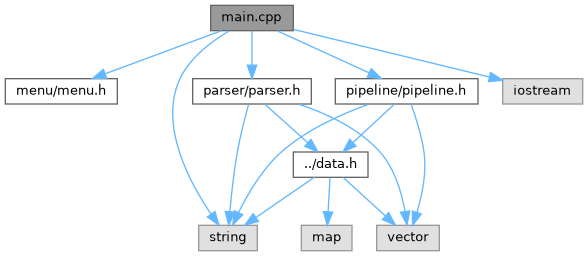 main.cpp
menu/menu.h
parser/parser.h
pipeline/pipeline.h
iostream
../data.h
string
map
vector